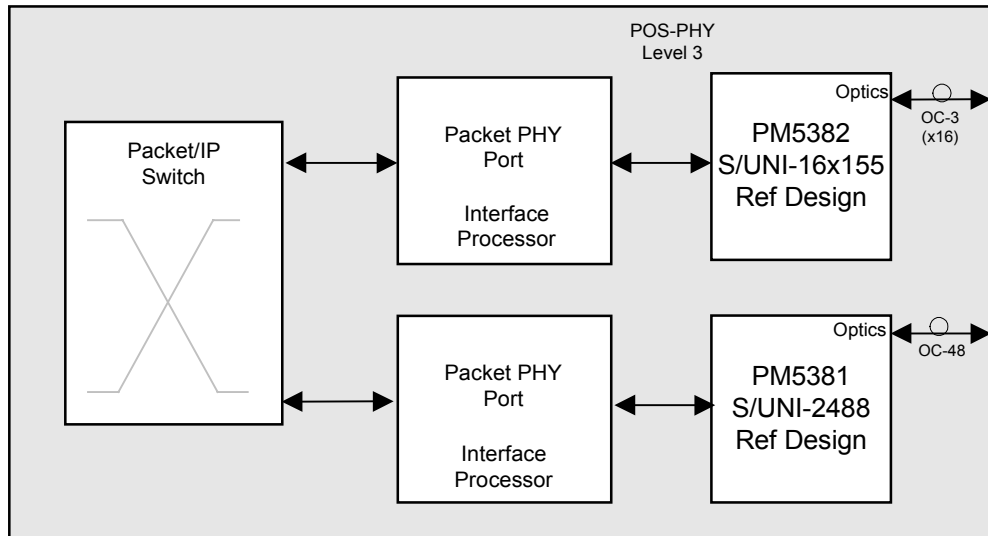 POS-PHY
Level 3
Packet/IP
Switch
Packet PHY
Port
Interface
Processor
Optics
PM5382
S/UNI-16x155
Ref Design
OC-3
(x16)
Packet PHY
Port
Interface
Processor
Optics
PM5381
S/UNI-2488
Ref Design
OC-48